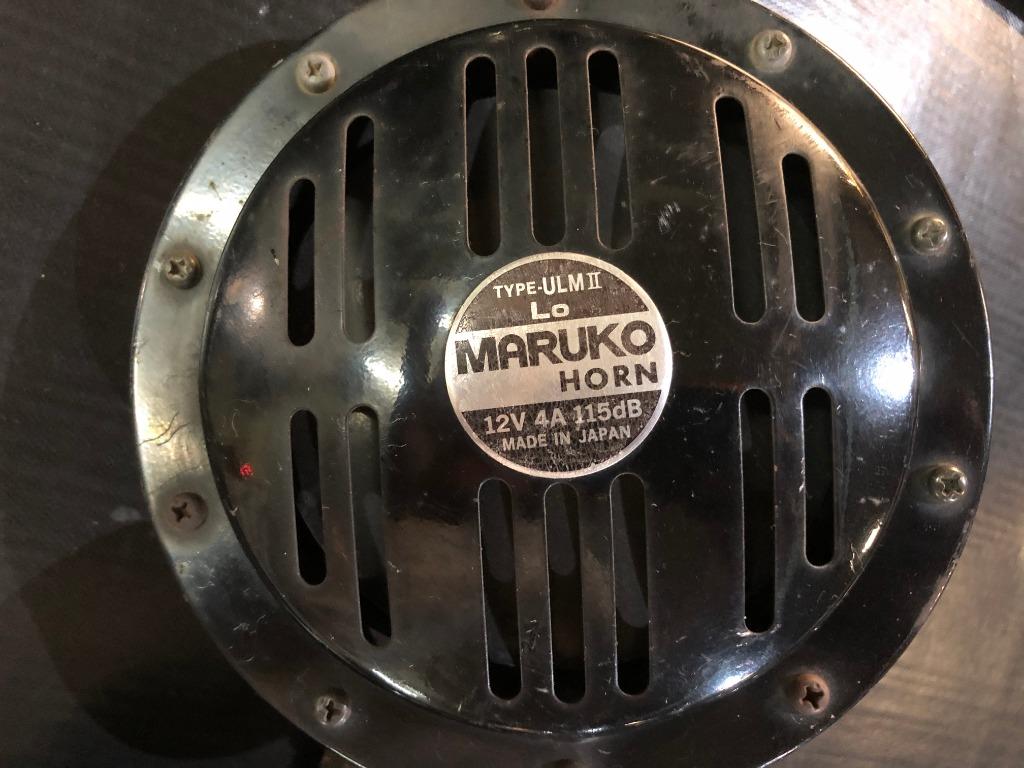 TYPE-ULM II
Lo
MARUKO
HORN
12V 4A 115dB
MADE IN JAPAN